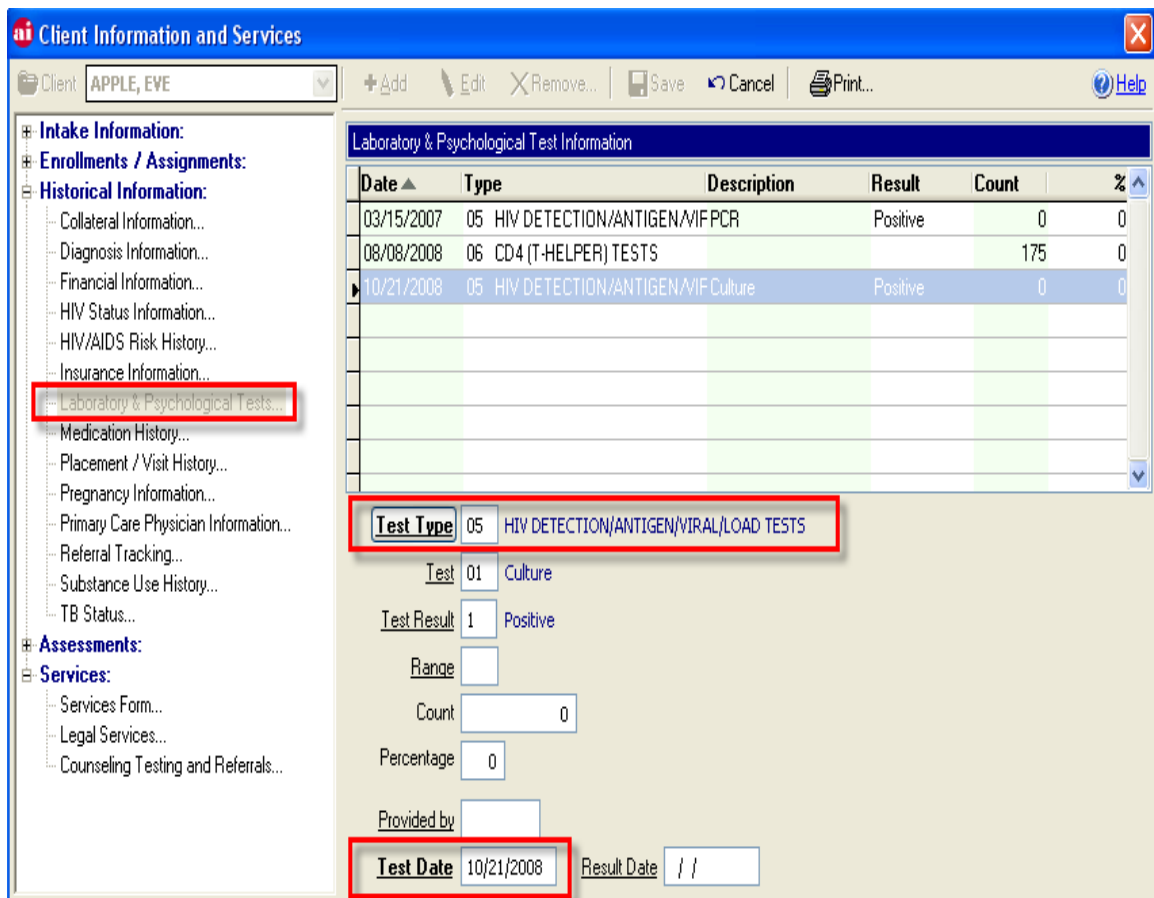 ai Client Information and Services
Client APPLE, EVE Add Edit Remove... Save Cancel Print... Help
Intake Information:
Enrollments / Assignments:
Historical Information:
Collateral Information...
Diagnosis Information...
Financial Information...
HIV Status Information...
HIV/AIDS Risk History...
Insurance Information...
Laboratory & Psychological Tests...
Medication History...
Placement / Visit History...
Pregnancy Information...
Primary Care Physician Information...
Referral Tracking...
Substance Use History...
TB Status...
Assessments:
Services:
Services Form...
Legal Services...
Counseling Testing and Referrals...
Laboratory & Psychological Test Information
Date Type Description Result Count %
03/15/2007 05 HIV DETECTION/ANTIGEN/VIF PCR Positive 0 0
08/08/2008 06 CD4 (T-HELPER) TESTS 175 0
10/21/2008 05 HIV DETECTION/ANTIGEN/VIF Culture Positive 0 0
Test Type 05 HIV DETECTION/ANTIGEN/VIRAL/LOAD TESTS
Test 01 Culture
Test Result 1 Positive
Range
Count 0
Percentage 0
Provided by
Test Date 10/21/2008 Result Date / /